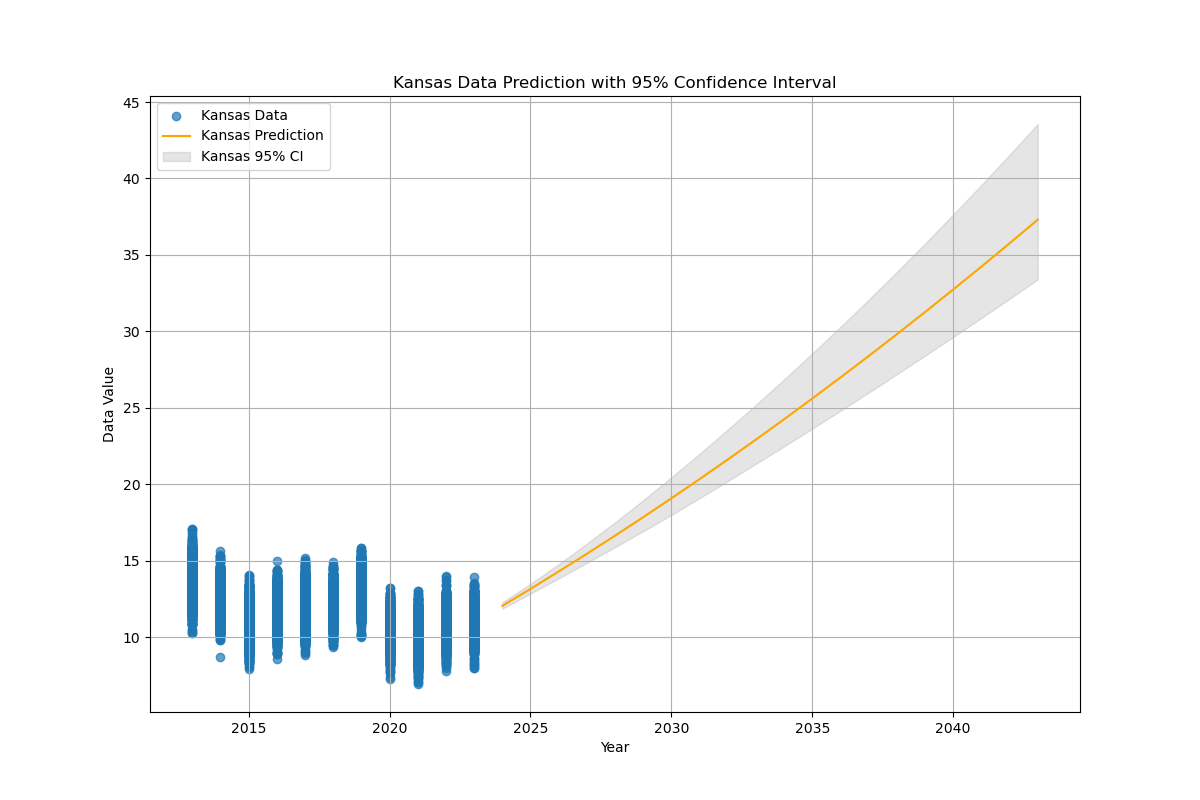 Kansas Data Prediction with 95% Confidence Interval
Kansas Data
Kansas Prediction
Kansas 95% CI
45
40
35
30
25
20
15
10
Data Value
2015 2020 2025 2030 2035 2040
Year